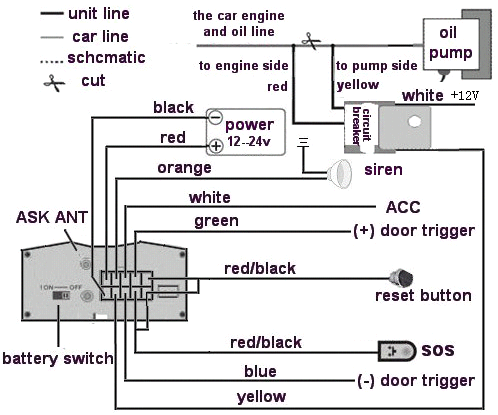 unit line
car line
schcmatic
cut
the car engine
and oil line
oil
pump
to engine side
to pump side
red
yellow
white +12V
black
power
12--24v
circuit
breaker
red
orange
siren
white
ACC
green
(+) door trigger
ASK ANT
red/black
reset button
1ON — OFF
battery switch
red/black
SOS
blue
(-) door trigger
yellow